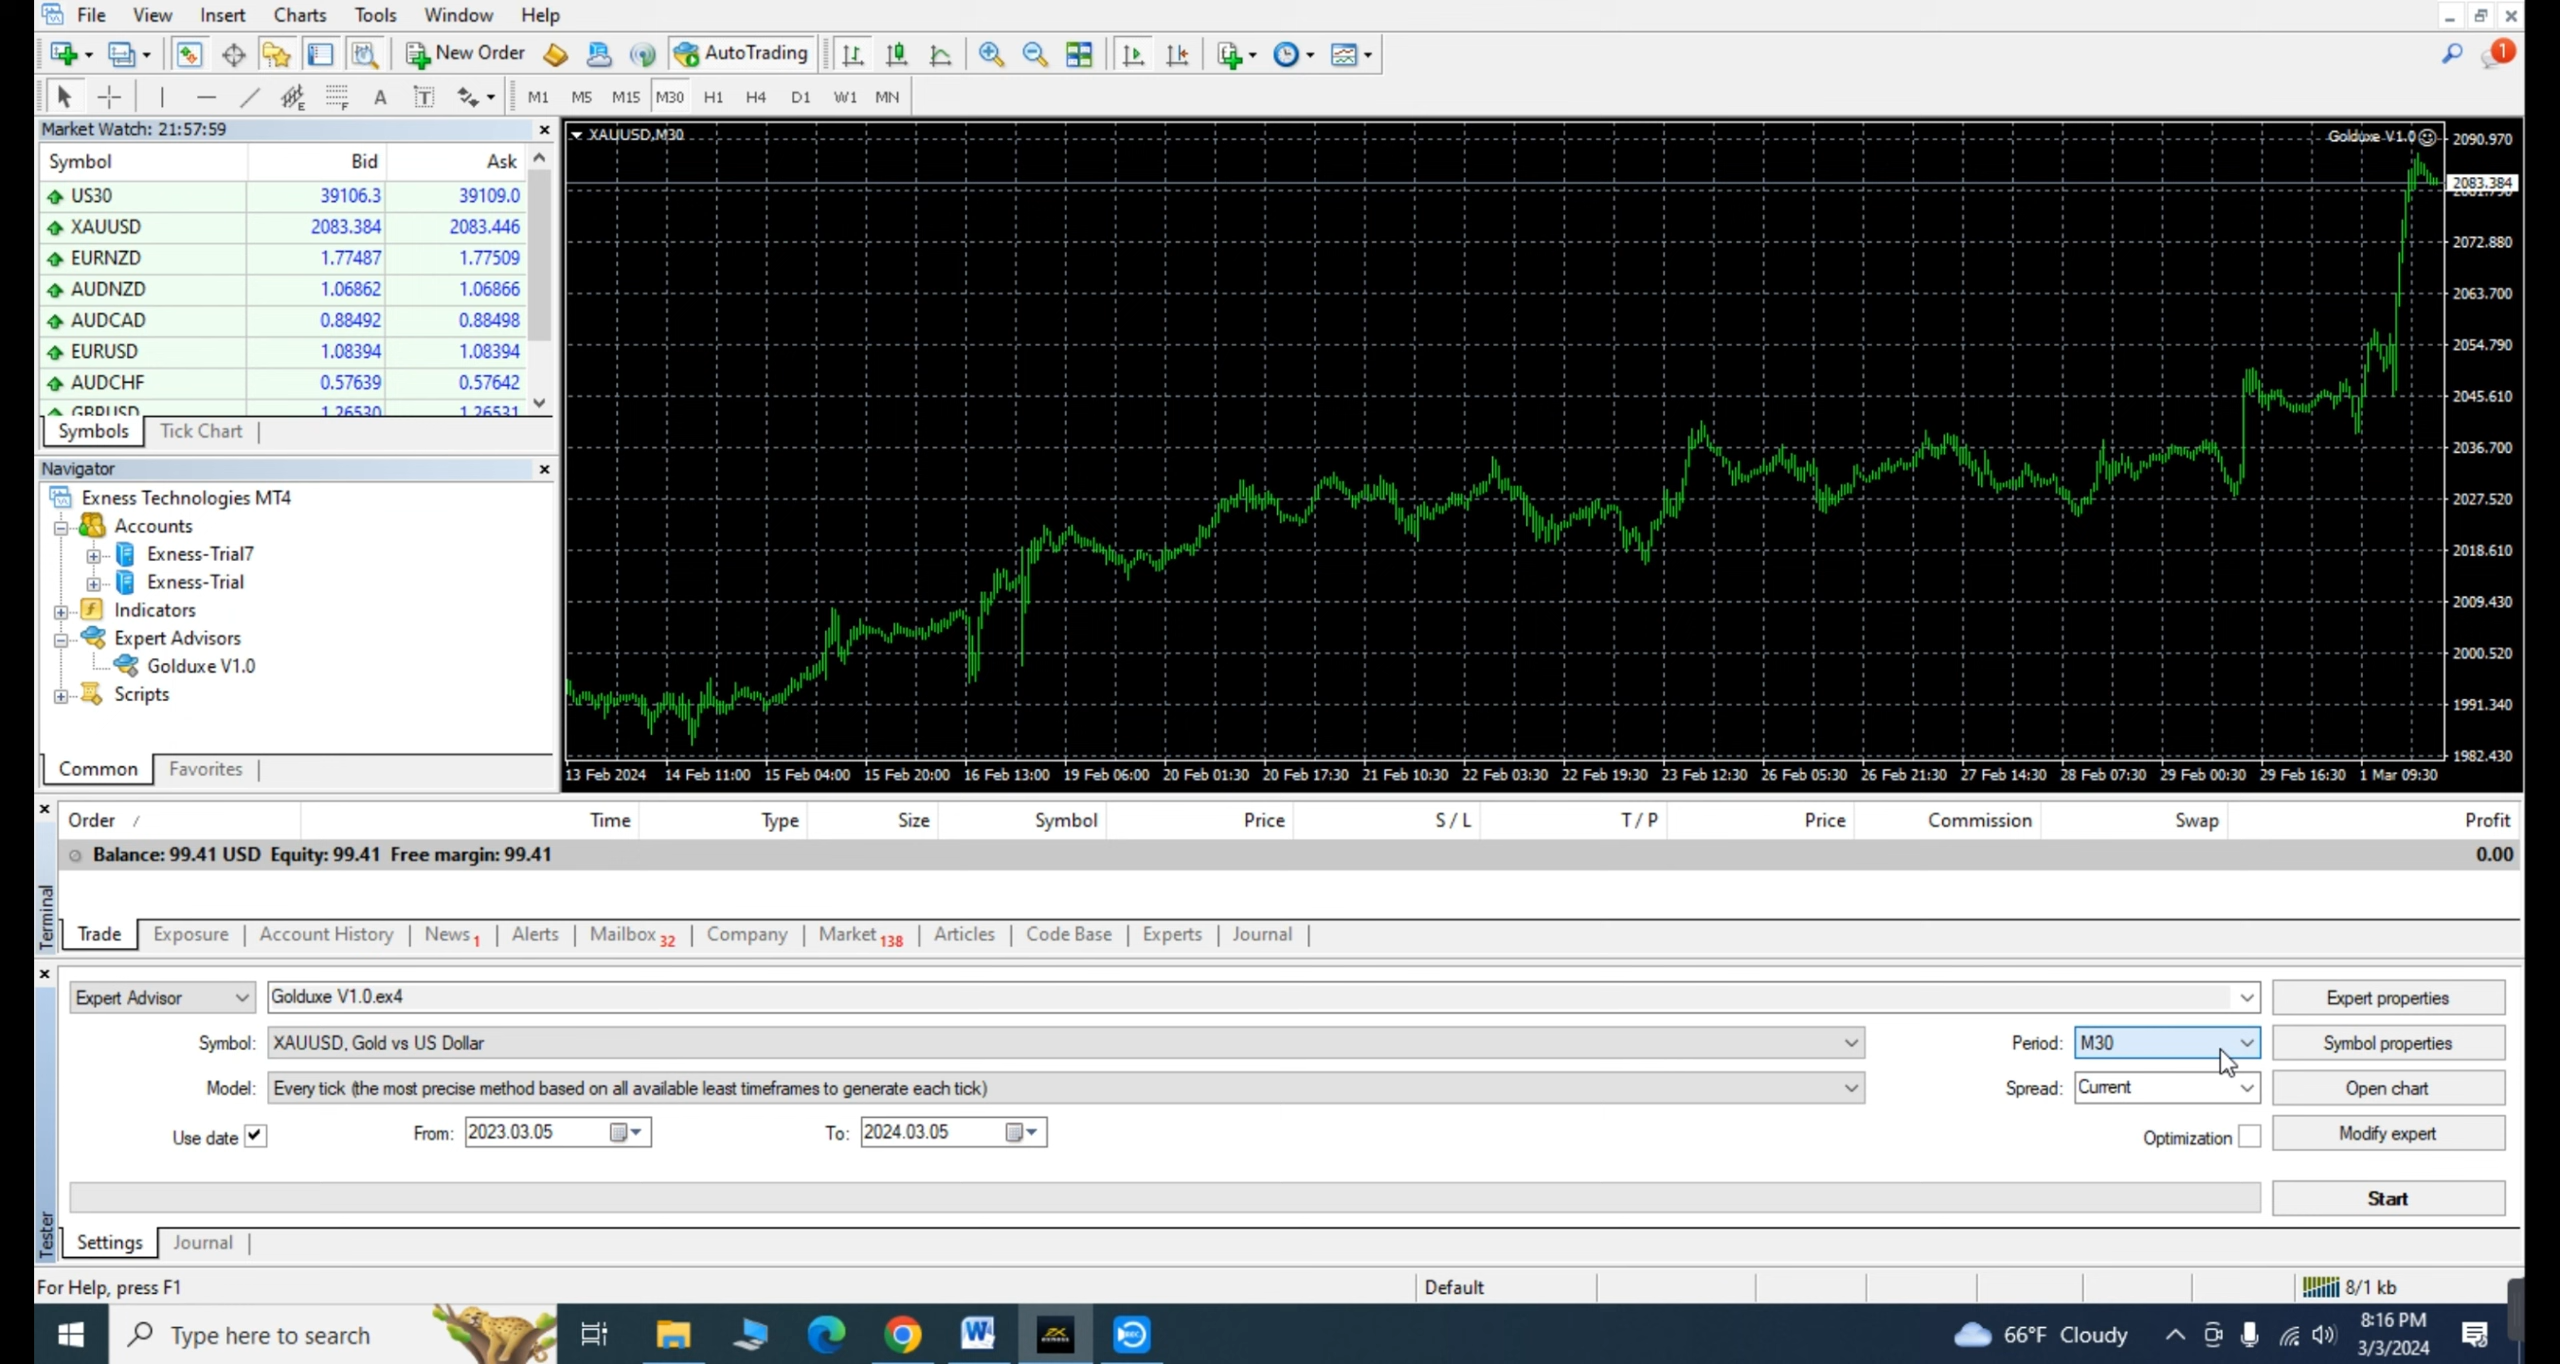 File View Insert Charts Tools Window Help
New Order AutoTrading 1
A T E F M1 M5 M15 M30 H1 H4 D1 W1 MN
Market Watch: 21:57:59
Symbol Bid Ask
US30 39106.3 39109.0
XAUUSD 2083.384 2083.446
EURNZD 1.77487 1.77509
AUDNZD 1.06862 1.06866
AUDCAD 0.88492 0.88498
EURUSD 1.08394 1.08394
AUDCHF 0.57639 0.57642
GBPUSD 1.26530 1.26531
Symbols Tick Chart
Navigator
Exness Technologies MT4
Accounts
Exness-Trial7
Exness-Trial
Indicators
Expert Advisors
Golduxe V1.0
Scripts
Common Favorites
XAUUSD,M30
Golduxe V1.0
2090.970
2083.384
2072.880
2063.700
2054.790
2045.610
2036.700
2027.520
2018.610
2009.430
2000.520
1991.340
1982.430
13 Feb 2024 14 Feb 11:00 15 Feb 04:00 15 Feb 20:00 16 Feb 13:00 19 Feb 06:00 20 Feb 01:30 20 Feb 17:30 21 Feb 10:30 22 Feb 03:30 22 Feb 19:30 23 Feb 12:30 26 Feb 05:30 26 Feb 21:30 27 Feb 14:30 28 Feb 07:30 29 Feb 00:30 29 Feb 16:30 1 Mar 09:30
Order / Time Type Size Symbol Price S / L T / P Price Commission Swap Profit
Balance: 99.41 USD Equity: 99.41 Free margin: 99.41 0.00
Terminal
Trade Exposure Account History News 1 Alerts Mailbox 32 Company Market 138 Articles Code Base Experts Journal
Expert Advisor Golduxe V1.0.ex4 Expert properties
Symbol: XAUUSD, Gold vs US Dollar Period: M30 Symbol properties
Model: Every tick (the most precise method based on all available least timeframes to generate each tick) Spread: Current Open chart
Use date From: 2023.03.05 To: 2024.03.05 Optimization Modify expert
Start
Tester
Settings Journal
For Help, press F1 Default 8/1 kb
Type here to search 66°F Cloudy 8:16 PM
3/3/2024